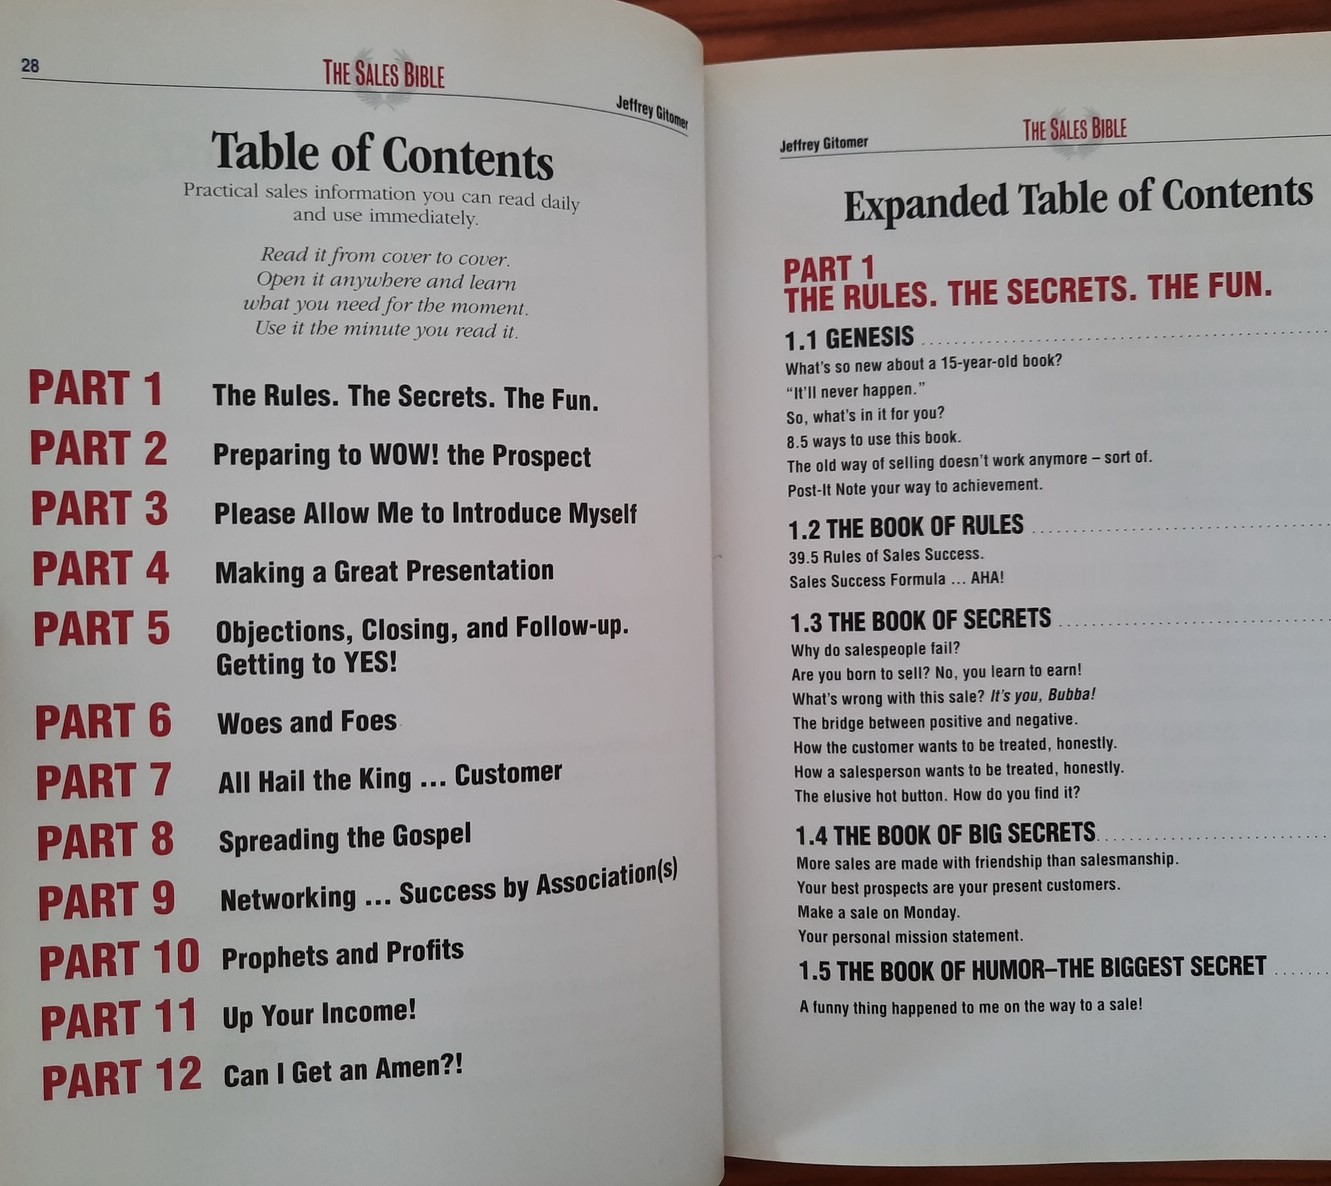 28
THE SALES BIBLE
Jeffrey Gitomer
Table of Contents
Practical sales information you can read daily
and use immediately.
Read it from cover to cover.
Open it anywhere and learn
what you need for the moment.
Use it the minute you read it.
PART 1 The Rules. The Secrets. The Fun.
PART 2 Preparing to WOW! the Prospect
PART 3 Please Allow Me to Introduce Myself
PART 4 Making a Great Presentation
PART 5 Objections, Closing, and Follow-up.
Getting to YES!
PART 6 Woes and Foes
PART 7 All Hail the King ... Customer
PART 8 Spreading the Gospel
PART 9 Networking ... Success by Association(s)
PART 10 Prophets and Profits
PART 11 Up Your Income!
PART 12 Can I Get an Amen?!
Jeffrey Gitomer
THE SALES BIBLE
Expanded Table of Contents
PART 1
THE RULES. THE SECRETS. THE FUN.
1.1 GENESIS
What's so new about a 15-year-old book?
“It'll never happen.”
So, what's in it for you?
8.5 ways to use this book.
The old way of selling doesn't work anymore – sort of.
Post-It Note your way to achievement.
1.2 THE BOOK OF RULES
39.5 Rules of Sales Success.
Sales Success Formula ... AHA!
1.3 THE BOOK OF SECRETS
Why do salespeople fail?
Are you born to sell? No, you learn to earn!
What's wrong with this sale? It's you, Bubba!
The bridge between positive and negative.
How the customer wants to be treated, honestly.
How a salesperson wants to be treated, honestly.
The elusive hot button. How do you find it?
1.4 THE BOOK OF BIG SECRETS
More sales are made with friendship than salesmanship.
Your best prospects are your present customers.
Make a sale on Monday.
Your personal mission statement.
1.5 THE BOOK OF HUMOR–THE BIGGEST SECRET
A funny thing happened to me on the way to a sale!